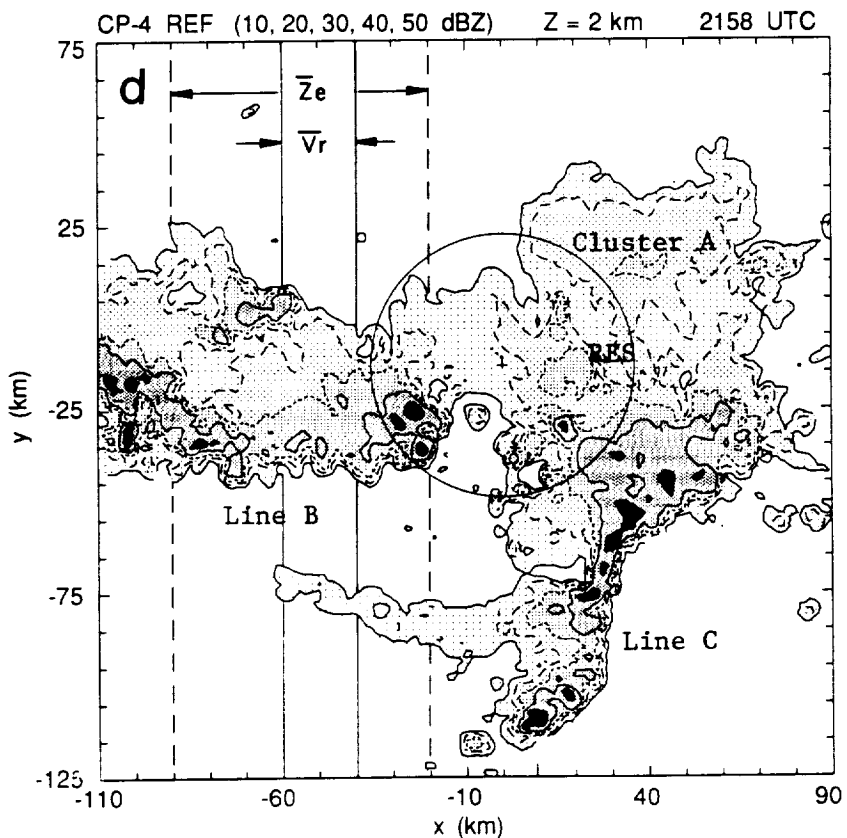 CP-4 REF (10, 20, 30, 40, 50 dBZ) Z = 2 km 2158 UTC
75
d
Z̅e
V̅r
25
Cluster A
RFS
-25
y (km)
Line B
-75
Line C
-125
-110 -60 -10 40 90
x (km)